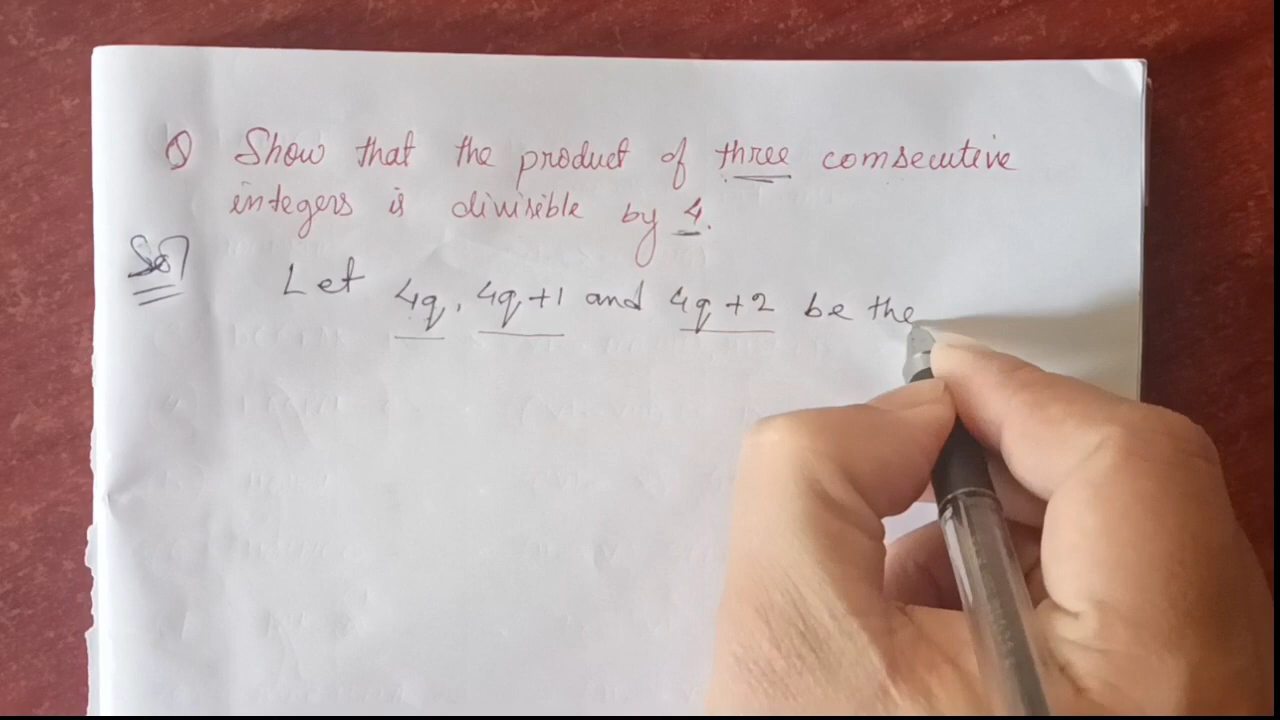 Q Show that the product of three comsecutive
integers is divisible by 4.
Sol
Let 4q, 4q+1 and 4q+2 be the